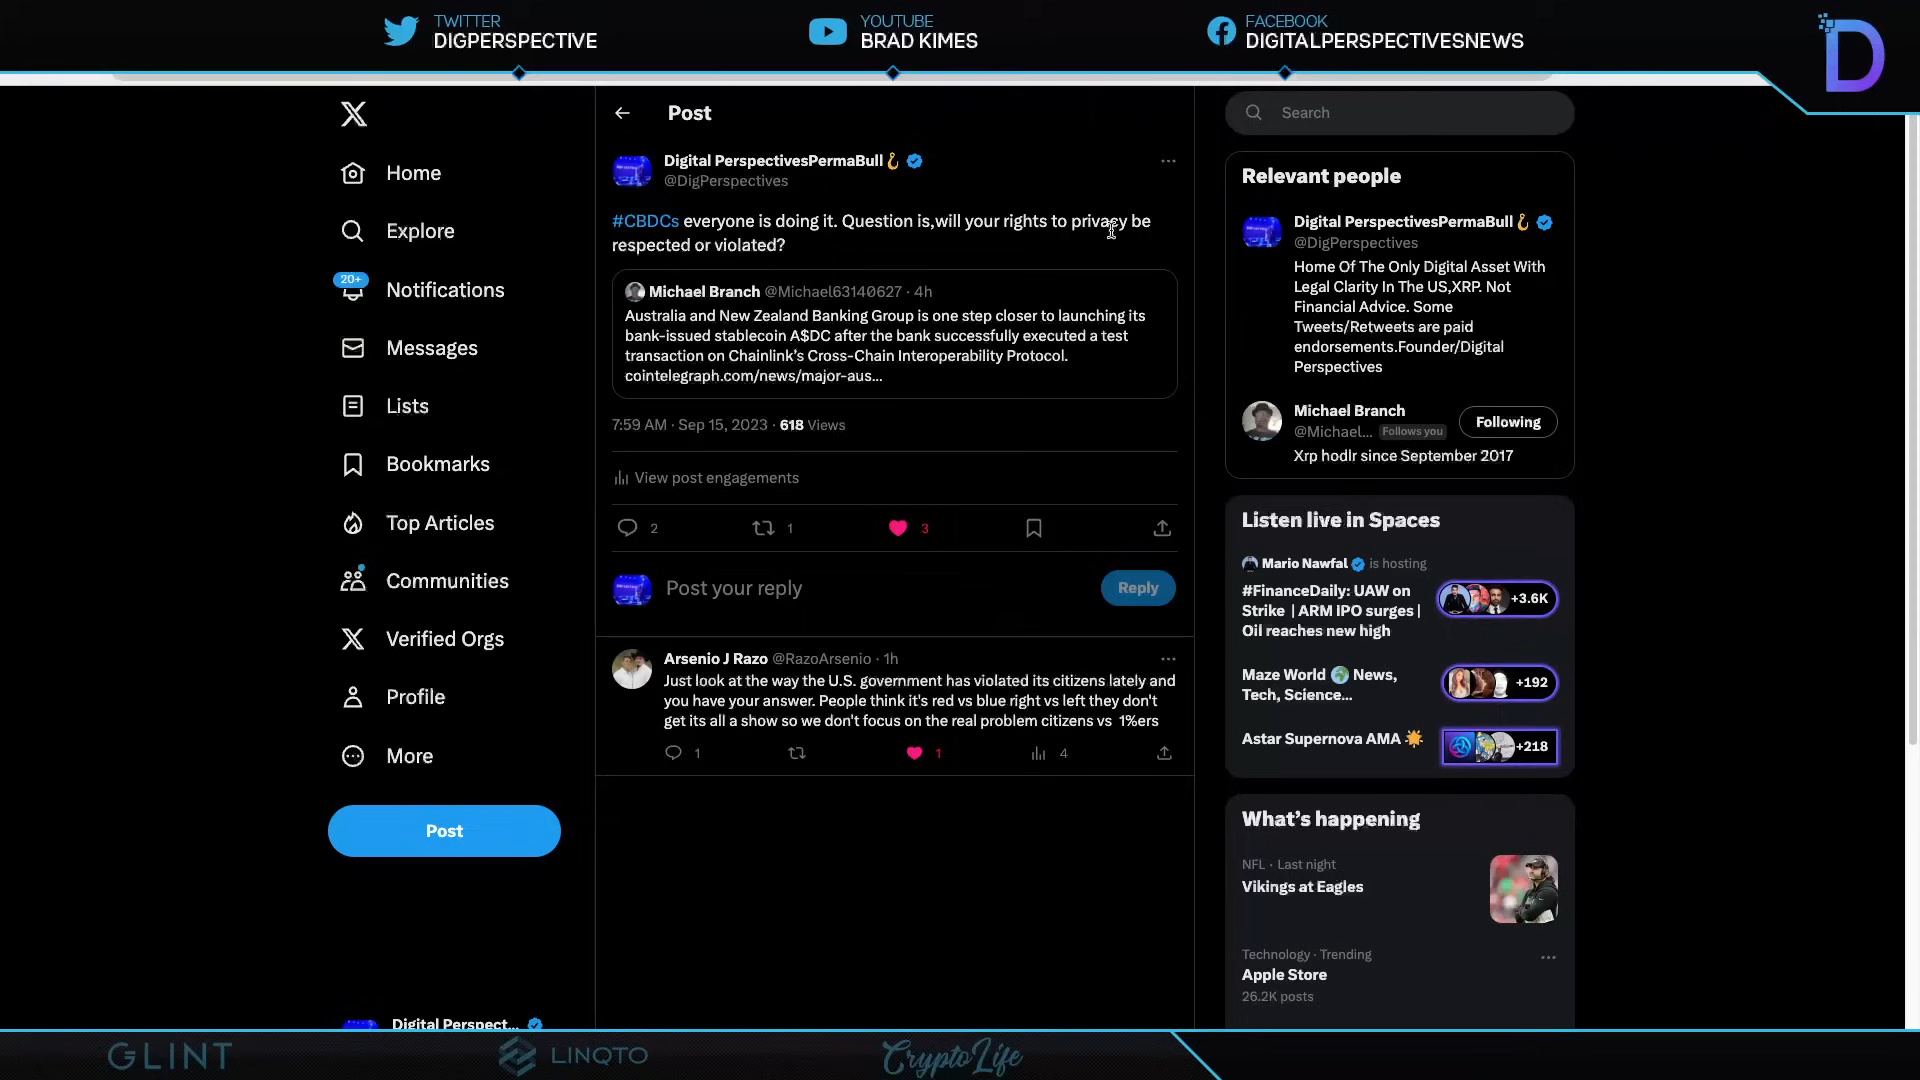 TWITTER
DIGPERSPECTIVE
YOUTUBE
BRAD KIMES
FACEBOOK
DIGITALPERSPECTIVESNEWS
D
Home
Explore
20+
Notifications
Messages
Lists
Bookmarks
Top Articles
Communities
Verified Orgs
Profile
More
Post
Digital Perspect...
Post
Digital PerspectivesPermaBull
@DigPerspectives
#CBDCs everyone is doing it. Question is,will your rights to privacy be
respected or violated?
Michael Branch @Michael63140627 · 4h
Australia and New Zealand Banking Group is one step closer to launching its
bank-issued stablecoin A$DC after the bank successfully executed a test
transaction on Chainlink's Cross-Chain Interoperability Protocol.
cointelegraph.com/news/major-aus...
7:59 AM · Sep 15, 2023 · 618 Views
View post engagements
2 1 3
Post your reply
Reply
Arsenio J Razo @RazoArsenio · 1h
Just look at the way the U.S. government has violated its citizens lately and
you have your answer. People think it's red vs blue right vs left they don't
get its all a show so we don't focus on the real problem citizens vs 1%ers
1 1 4
Search
Relevant people
Digital PerspectivesPermaBull
@DigPerspectives
Home Of The Only Digital Asset With
Legal Clarity In The US,XRP. Not
Financial Advice. Some
Tweets/Retweets are paid
endorsements.Founder/Digital
Perspectives
Michael Branch
@Michael... Follows you
Following
Xrp hodlr since September 2017
Listen live in Spaces
Mario Nawfal is hosting
#FinanceDaily: UAW on
Strike | ARM IPO surges |
Oil reaches new high
+3.6K
Maze World News,
Tech, Science...
+192
Astar Supernova AMA
+218
What's happening
NFL · Last night
Vikings at Eagles
Technology · Trending
Apple Store
26.2K posts
GLINT
LINQTO
CryptoLife